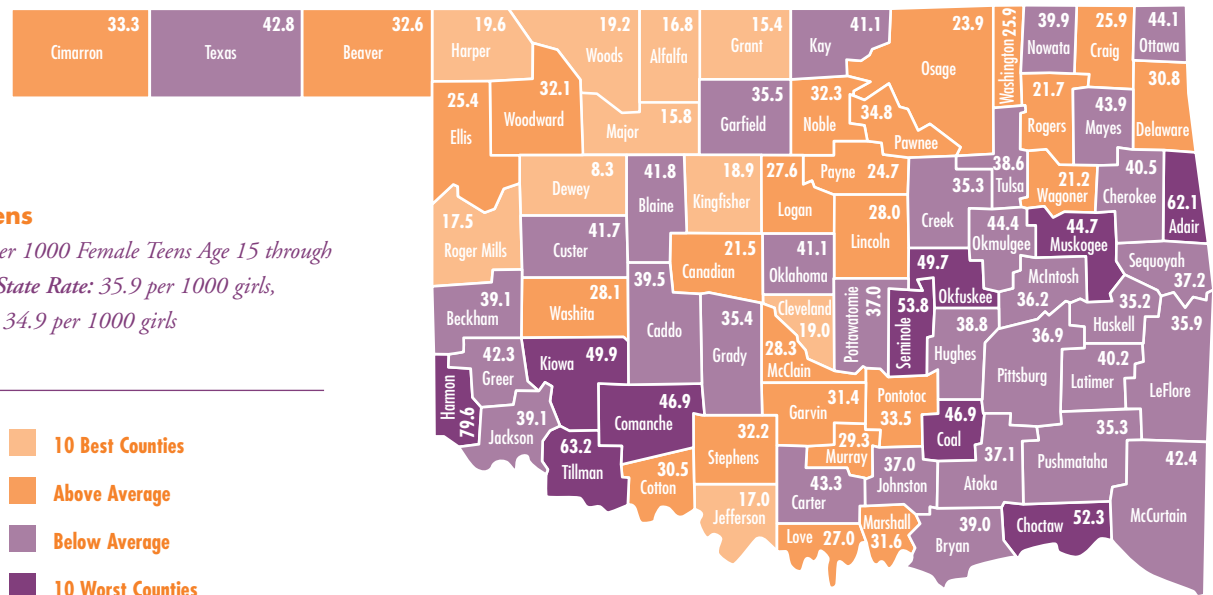 33.3
Cimarron
42.8
Texas
32.6
Beaver
19.6
Harper
19.2
Woods
16.8
Alfalfa
15.4
Grant
41.1
Kay
23.9
Osage
Washington 25.9
39.9
Nowata
25.9
Craig
44.1
Ottawa
25.4
Ellis
32.1
Woodward
15.8
Major
35.5
Garfield
32.3
Noble
34.8
Pawnee
21.7
Rogers
43.9
Mayes
30.8
Delaware
8.3
Dewey
41.8
Blaine
18.9
Kingfisher
27.6
Logan
Payne 24.7
35.3
Creek
38.6
Tulsa
21.2
Wagoner
40.5
Cherokee
62.1
Adair
ens
er 1000 Female Teens Age 15 through
State Rate: 35.9 per 1000 girls,
34.9 per 1000 girls
17.5
Roger Mills
41.7
Custer
21.5
Canadian
41.1
Oklahoma
28.0
Lincoln
44.4
Okmulgee
44.7
Muskogee
Sequoyah
37.2
39.1
Beckham
28.1
Washita
39.5
Caddo
35.4
Grady
Cleveland
19.0
Pottawatomie 37.0
Seminole 53.8
49.7
Okfuskee
McIntosh
36.2
35.2
Haskell
35.9
LeFlore
42.3
Greer
Kiowa 49.9
28.3
McClain
38.8
Hughes
36.9
Pittsburg
40.2
Latimer
Harmon 79.6
39.1
Jackson
46.9
Comanche
31.4
Garvin
Pontotoc
33.5
46.9
Coal
35.3
Pushmataha
63.2
Tillman
30.5
Cotton
32.2
Stephens
29.3
Murray
37.0
Johnston
37.1
Atoka
42.4
McCurtain
17.0
Jefferson
43.3
Carter
Love 27.0
Marshall
31.6
39.0
Bryan
Choctaw 52.3
10 Best Counties
Above Average
Below Average
10 Worst Counties